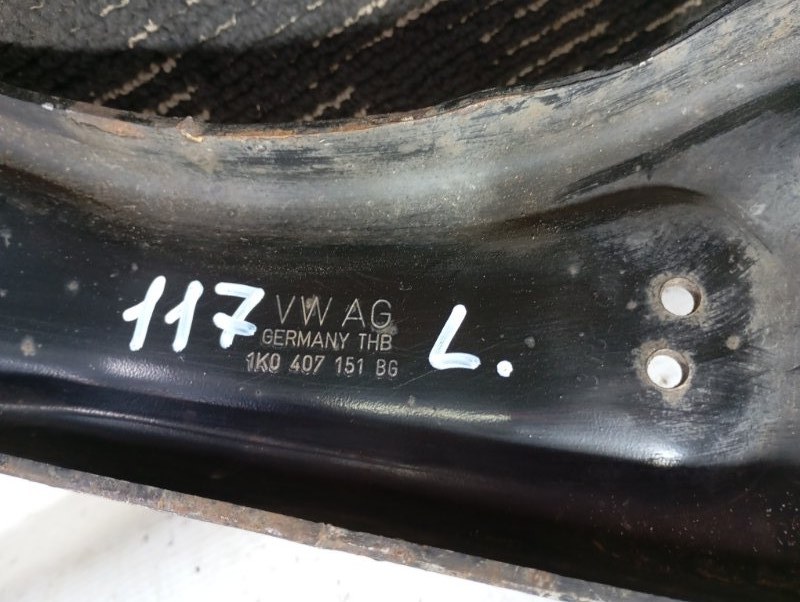 117 VW AG L.
GERMANY THB
1K0 407 151 BG